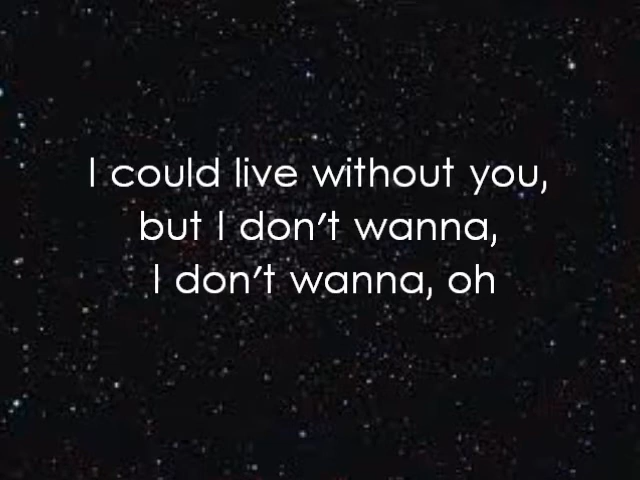 I could live without you,
but I don't wanna,
I don't wanna, oh